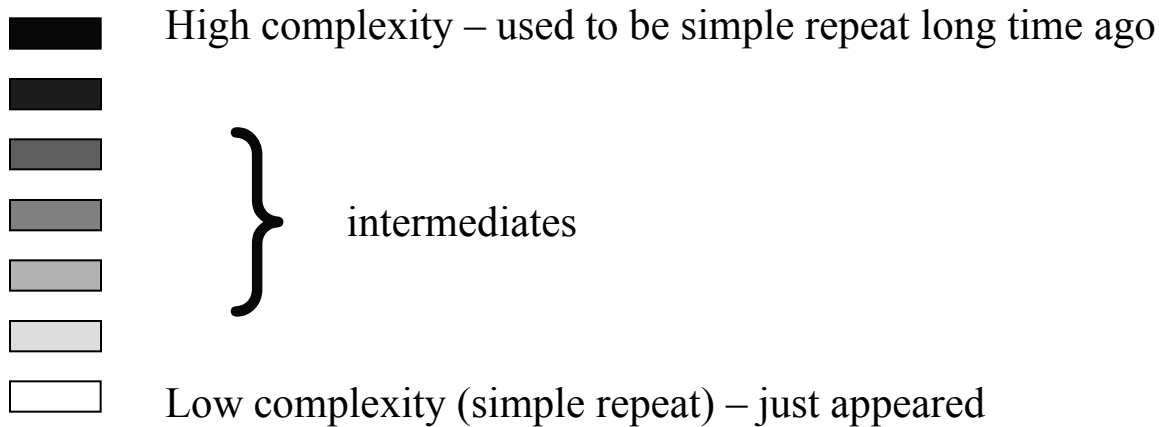 High complexity – used to be simple repeat long time ago
intermediates
Low complexity (simple repeat) – just appeared